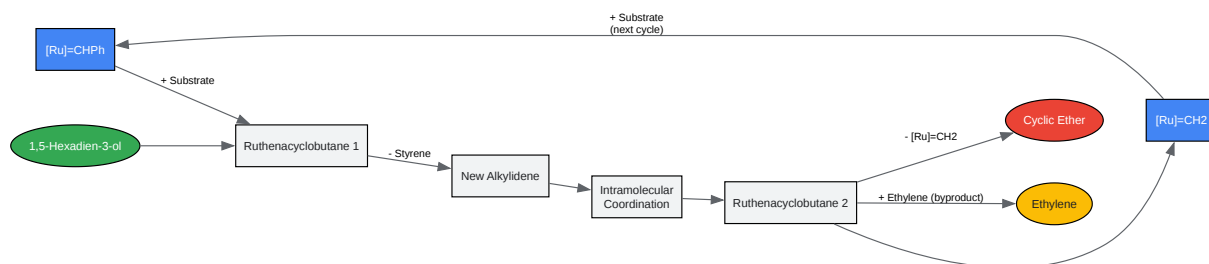 + Substrate
(next cycle)
[Ru]=CHPh
+ Substrate
1,5-Hexadien-3-ol
Ruthenacyclobutane 1
- Styrene
New Alkylidene
Intramolecular
Coordination
Ruthenacyclobutane 2
- [Ru]=CH2
+ Ethylene (byproduct)
Cyclic Ether
Ethylene
[Ru]=CH2